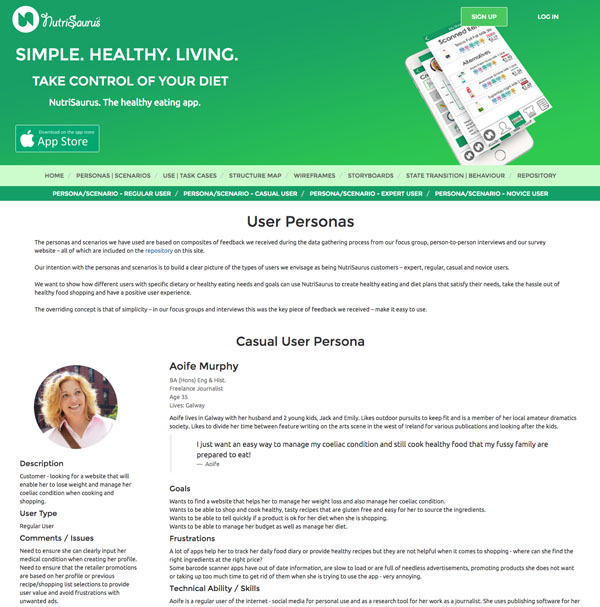 NutriSaurus
SIGN UP
LOG IN
SIMPLE. HEALTHY. LIVING.
TAKE CONTROL OF YOUR DIET
NutriSaurus. The healthy eating app.
Download on the app store
App Store
Scanned Item
Alternatives
HOME / PERSONAS | SCENARIOS / USE | TASK CASES / STRUCTURE MAP / WIREFRAMES / STORYBOARDS / STATE TRANSITION | BEHAVIOUR / REPOSITORY
PERSONA/SCENARIO - REGULAR USER / PERSONA/SCENARIO - CASUAL USER / PERSONA/SCENARIO - EXPERT USER / PERSONA/SCENARIO - NOVICE USER
User Personas
The personas and scenarios we have used are based on composites of feedback we received during the data gathering process from our focus group, person-to-person interviews and our survey
website – all of which are included on the repository on this site.
Our intention with the personas and scenarios is to build a clear picture of the types of users we envisage as being NutriSaurus customers – expert, regular, casual and novice users.
We want to show how different users with specific dietary or healthy eating needs and goals can use NutriSaurus to create healthy eating and diet plans that satisfy their needs, take the hassle out of
healthy food shopping and have a positive user experience.
The overriding concept is that of simplicity – in our focus groups and interviews this was the key piece of feedback we received – make it easy to use.
Casual User Persona
Aoife Murphy
BA (Hons) Eng & Hist.
Freelance Journalist
Age 35
Lives: Galway
Aoife lives in Galway with her husband and 2 young kids, Jack and Emily. Likes outdoor pursuits to keep fit and is a member of her local amateur dramatics
society. Likes to divide her time between feature writing on the arts scene in the west of Ireland for various publications and looking after the kids.
I just want an easy way to manage my coeliac condition and still cook healthy food that my fussy family are
prepared to eat!
— Aoife
Description
Customer - looking for a website that will
enable her to lose weight and manage her
coeliac condition when cooking and
shopping.
User Type
Regular User
Comments / Issues
Need to ensure she can clearly input her
medical condition when creating her profile.
Need to ensure that the retailer promotions
are based on her profile or previous
recipe/shopping list selections to provide
user value and avoid frustrations with
unwanted ads.
Goals
Wants to find a website that helps her to manage her weight loss and also manage her coeliac condition.
Wants to be able to shop and cook healthy, tasty recipes that are gluten free and easy for her to source the ingredients.
Wants to be able to tell quickly if a product is ok for her diet when she is shopping.
Wants to be able to manage her budget as well as manage her diet.
Frustrations
A lot of apps help her to track her daily food diary or provide healthy recipes but they are not helpful when it comes to shopping - where can she find the
right ingredients at the right price?
Some barcode scanner apps have out of date information, are slow to load or are full of needless advertisements, promoting products she does not want
or taking up too much time to get rid of them when she is trying to use the app - very annoying.
Technical Ability / Skills
Aoife is a regular user of the internet - social media for personal use and as a research tool for her work as a journalist. She uses publishing software for her